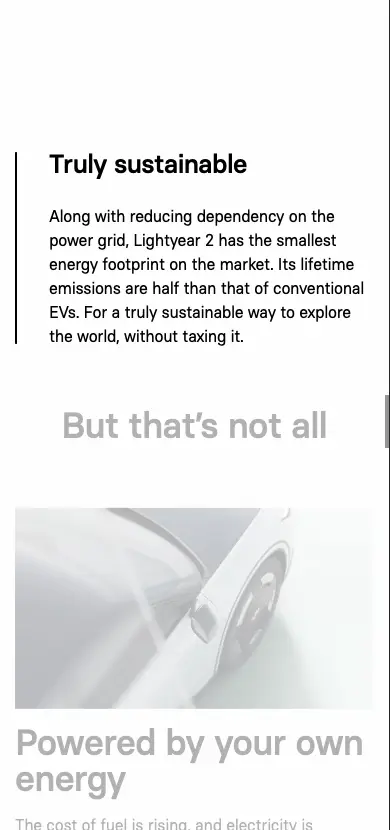 Truly sustainable
Along with reducing dependency on the
power grid, Lightyear 2 has the smallest
energy footprint on the market. Its lifetime
emissions are half than that of conventional
EVs. For a truly sustainable way to explore
the world, without taxing it.
But that’s not all
Powered by your own
energy
The cost of fuel is rising, and electricity is